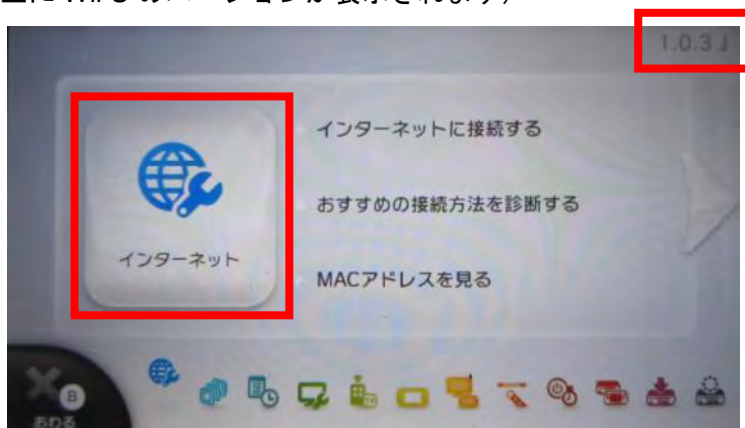 1.0.3 J
インターネットに接続する
おすすめの接続方法を診断する
インターネット
MACアドレスを見る
B
おわる